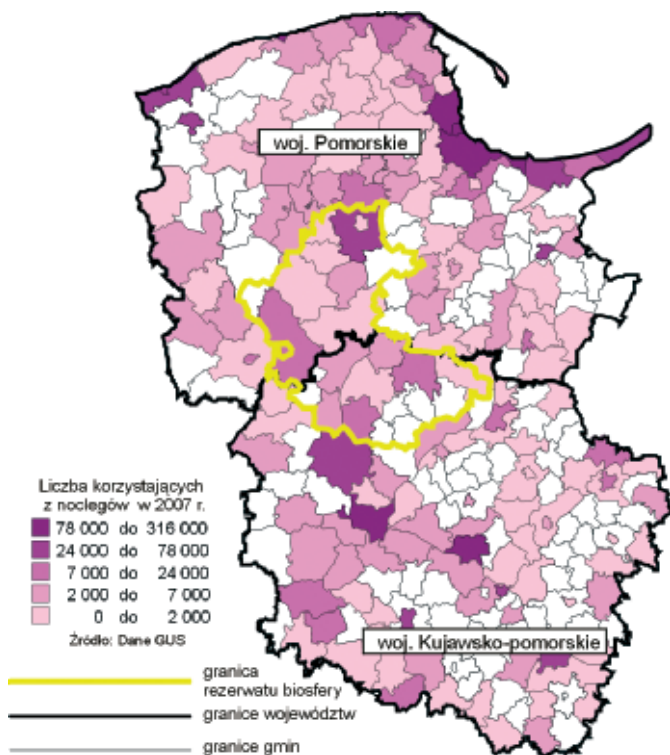 woj. Pomorskie
Liczba korzystających
z noclegów w 2007 r.
78 000 do 316 000
24 000 do 78 000
7 000 do 24 000
2 000 do 7 000
0 do 2 000
Źródło: Dane GUS
woj. Kujawsko-pomorskie
granica
rezerwatu biosfery
granice województw
granice gmin